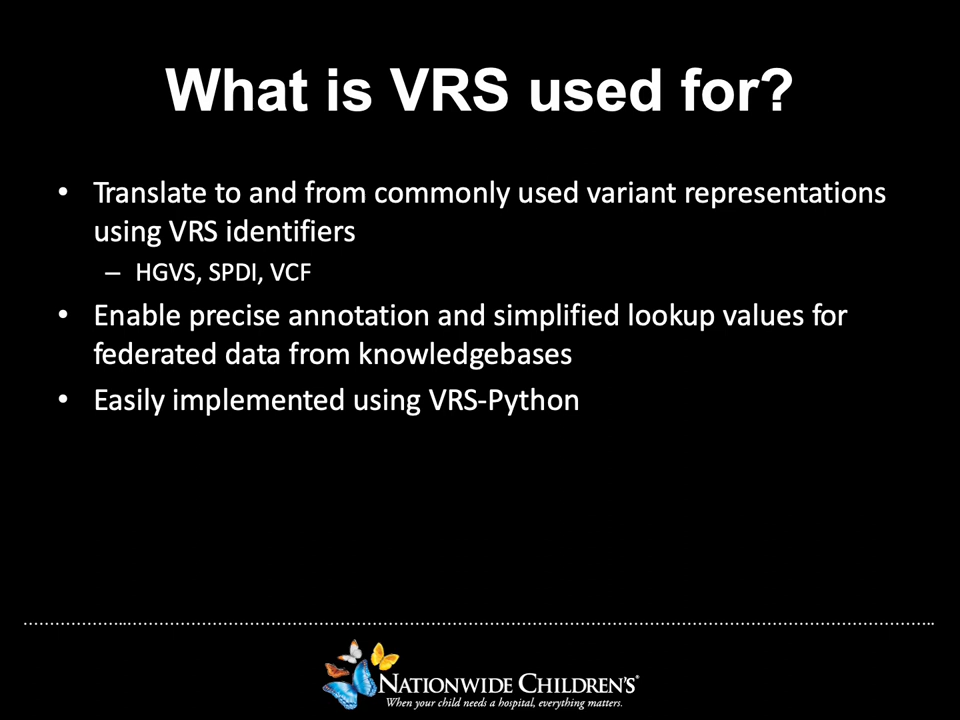 What is VRS used for?
• Translate to and from commonly used variant representations
using VRS identifiers
– HGVS, SPDI, VCF
• Enable precise annotation and simplified lookup values for
federated data from knowledgebases
• Easily implemented using VRS-Python
NATIONWIDE CHILDREN'S®
When your child needs a hospital, everything matters.